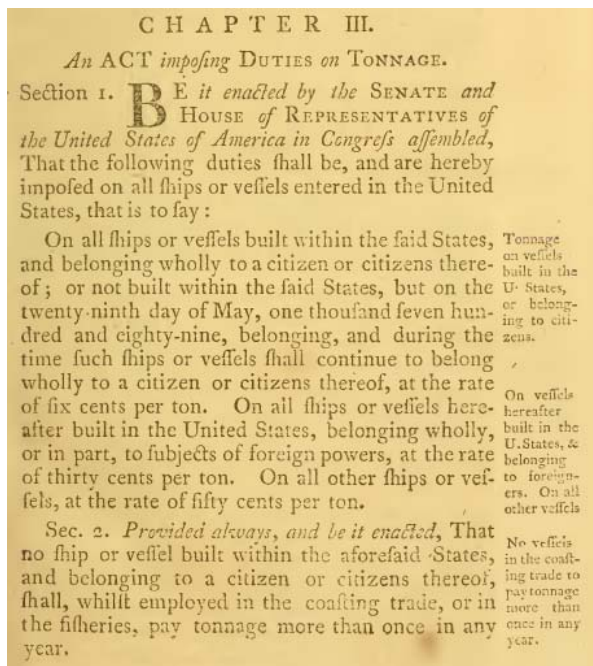 CHAPTER III.
An ACT impoſing DUTIES on TONNAGE.
Section 1. BE it enacted by the SENATE and
HOUSE of REPRESENTATIVES of
the United States of America in Congreſs aſſembled,
That the following duties ſhall be, and are hereby
impoſed on all ſhips or veſſels entered in the United
States, that is to ſay :
On all ſhips or veſſels built within the ſaid States,
and belonging wholly to a citizen or citizens there-
of; or not built within the ſaid States, but on the
twenty-ninth day of May, one thouſand ſeven hun-
dred and eighty-nine, belonging, and during the
time ſuch ſhips or veſſels ſhall continue to belong
wholly to a citizen or citizens thereof, at the rate
of ſix cents per ton. On all ſhips or veſſels here-
after built in the United States, belonging wholly,
or in part, to ſubjects of foreign powers, at the rate
of thirty cents per ton. On all other ſhips or veſ-
ſels, at the rate of fifty cents per ton.
Sec. 2. Provided always, and be it enacted, That
no ſhip or veſſel built within the aforeſaid States,
and belonging to a citizen or citizens thereof,
ſhall, whilſt employed in the coaſting trade, or in
the fiſheries, pay tonnage more than once in any
year.
Tonnage
on veſſels
built in the
U. States,
or belong-
ing to citi-
zens.
On veſſels
hereafter
built in the
U.States, &
belonging
to foreign-
ers. On all
other veſſels
No veſſels
in the coaſt-
ing trade to
pay tonnage
more than
once in any
year.